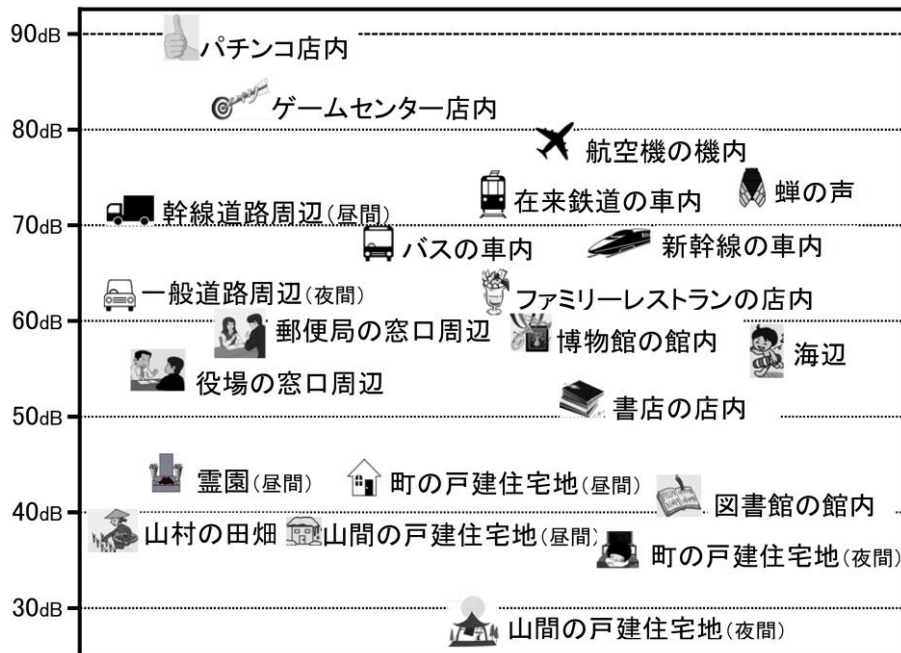 90dB
パチンコ店内
ゲームセンター店内
80dB
航空機の機内
在来鉄道の車内
蝉の声
幹線道路周辺(昼間)
70dB
バスの車内
新幹線の車内
一般道路周辺(夜間)
ファミリーレストランの店内
60dB
郵便局の窓口周辺
博物館の館内
海辺
役場の窓口周辺
書店の店内
50dB
霊園(昼間)
町の戸建住宅地(昼間)
図書館の館内
40dB
山村の田畑
山間の戸建住宅地(昼間)
町の戸建住宅地(夜間)
30dB
山間の戸建住宅地(夜間)